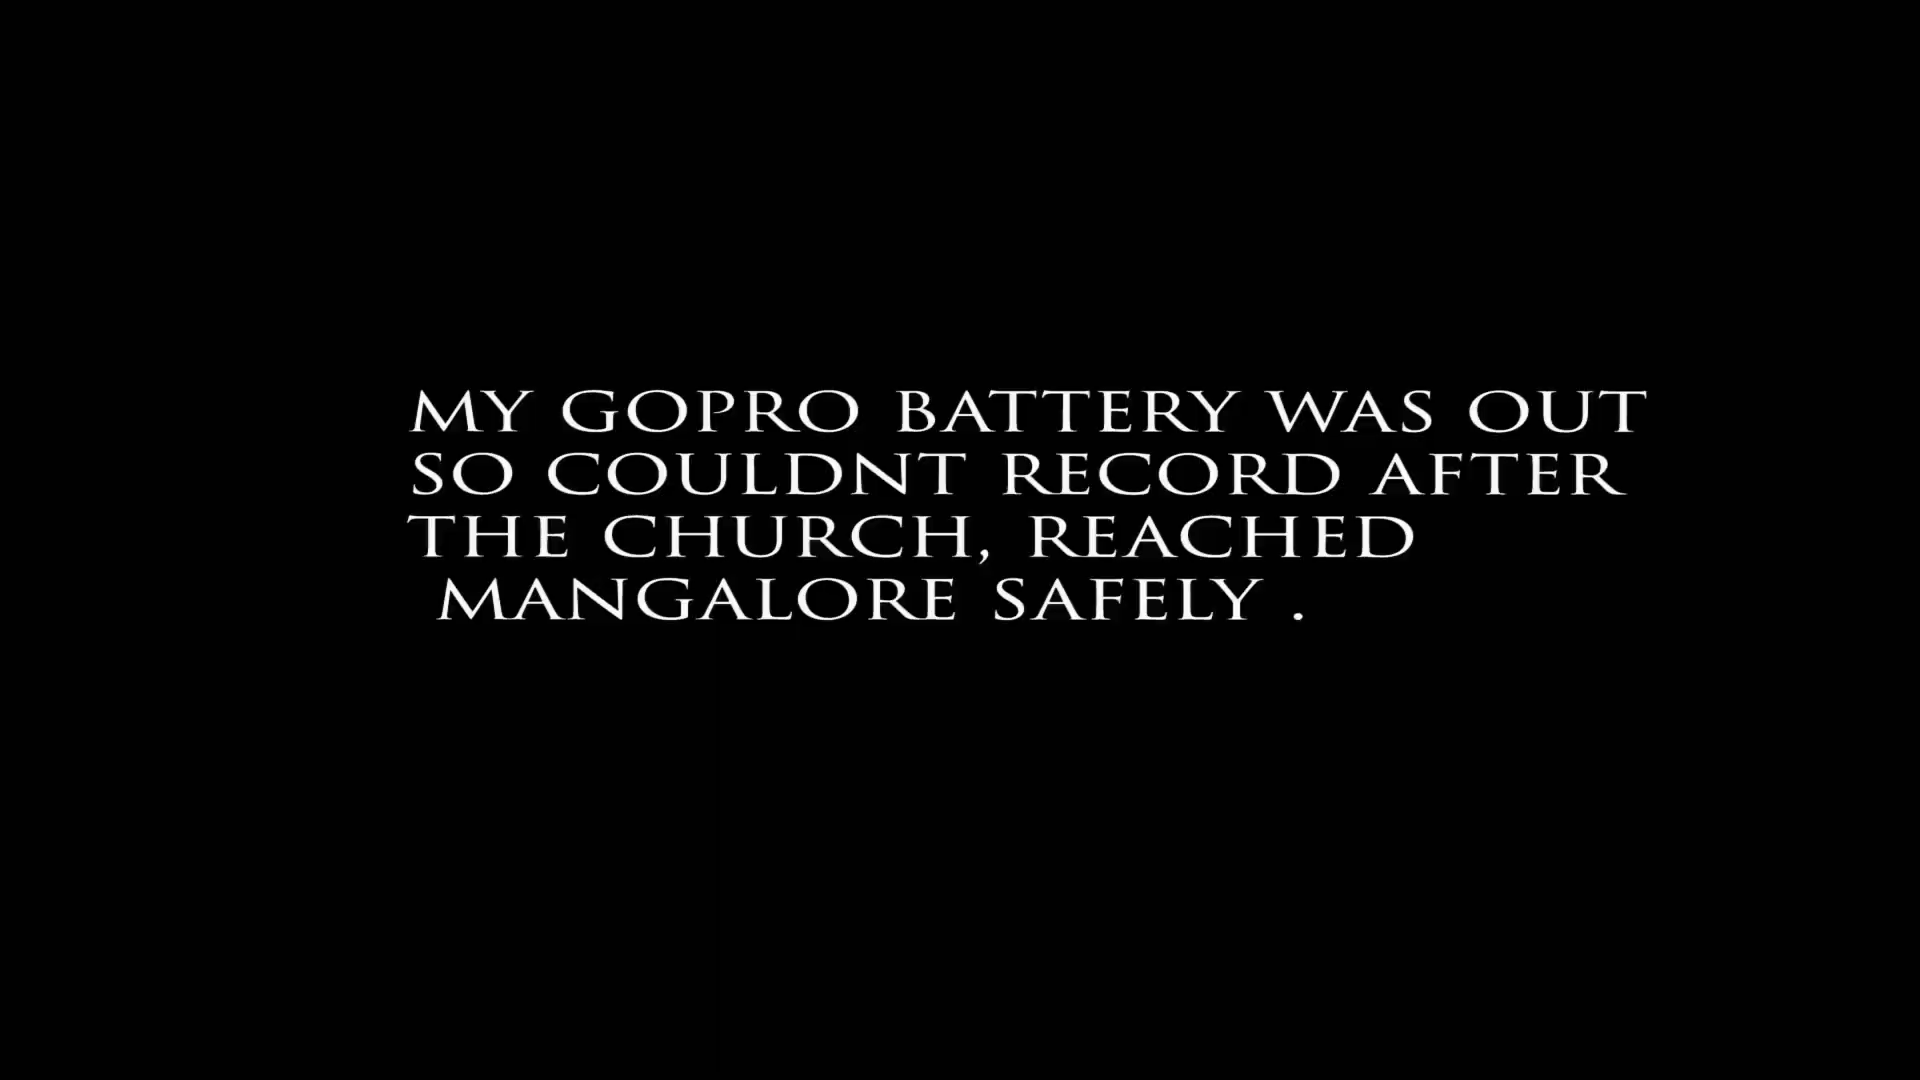 MY GOPRO BATTERY WAS OUT
SO COULDNT RECORD AFTER
THE CHURCH, REACHED
MANGALORE SAFELY .